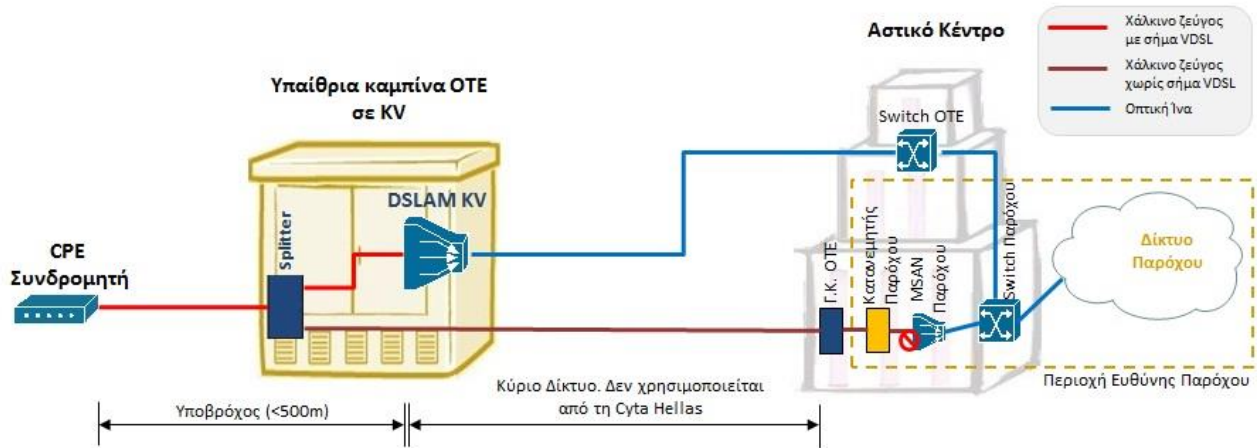 Αστικό Κέντρο
Χάλκινο ζεύγος
με σήμα VDSL
Χάλκινο ζεύγος
χωρίς σήμα VDSL
Οπτική Ίνα
Υπαίθρια καμπίνα ΟΤΕ
σε KV
Switch OTE
DSLAM KV
Splitter
CPE
Συνδρομητή
Γ.Κ. ΟΤΕ
Κατανεμητής
Παρόχου
MSAN
Παρόχου
Switch Παρόχου
Δίκτυο
Παρόχου
Περιοχή Ευθύνης Παρόχου
Υποβρόχος (<500m)
Κύριο Δίκτυο. Δεν χρησιμοποιείται
από τη Cyta Hellas